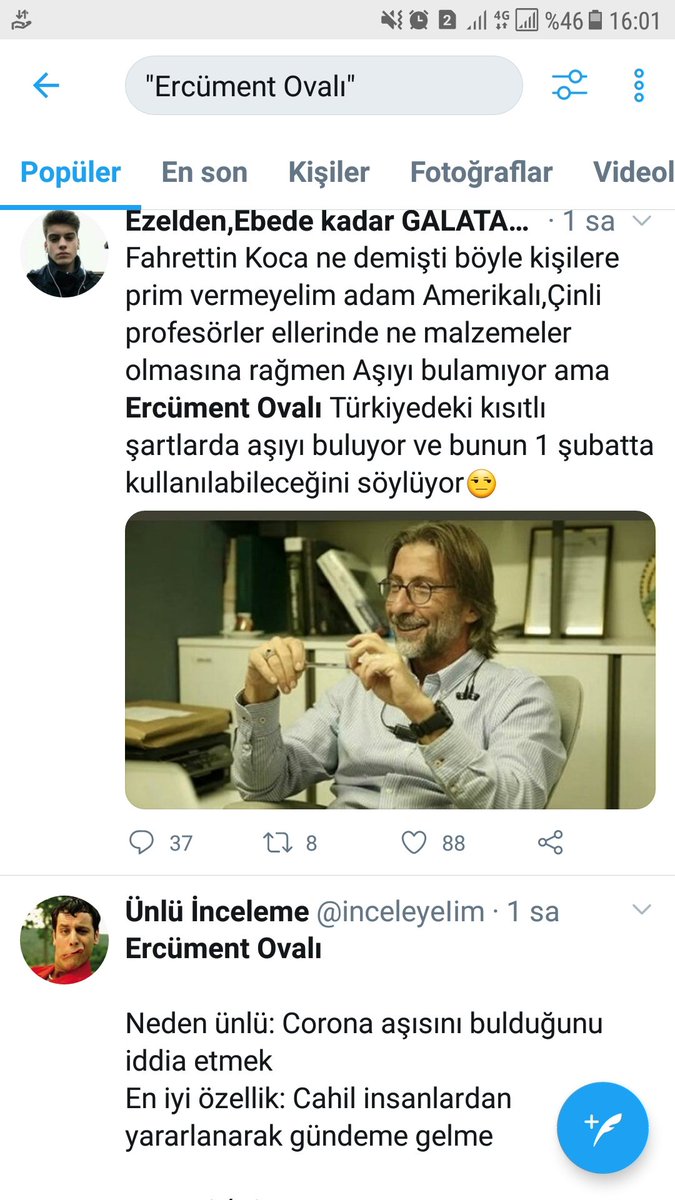 2 4G %46 16:01
"Ercüment Ovalı"
Popüler En son Kişiler Fotoğraflar Videol
Ezelden,Ebede kadar GALATA... · 1 sa
Fahrettin Koca ne demişti böyle kişilere
prim vermeyelim adam Amerikalı,Çinli
profesörler ellerinde ne malzemeler
olmasına rağmen Aşıyı bulamıyor ama
Ercüment Ovalı Türkiyedeki kısıtlı
şartlarda aşıyı buluyor ve bunun 1 şubatta
kullanılabileceğini söylüyor😒
37 8 88
Ünlü İnceleme @inceleyelim · 1 sa
Ercüment Ovalı
Neden ünlü: Corona aşısını bulduğunu
iddia etmek
En iyi özellik: Cahil insanlardan
yararlanarak gündeme gelme